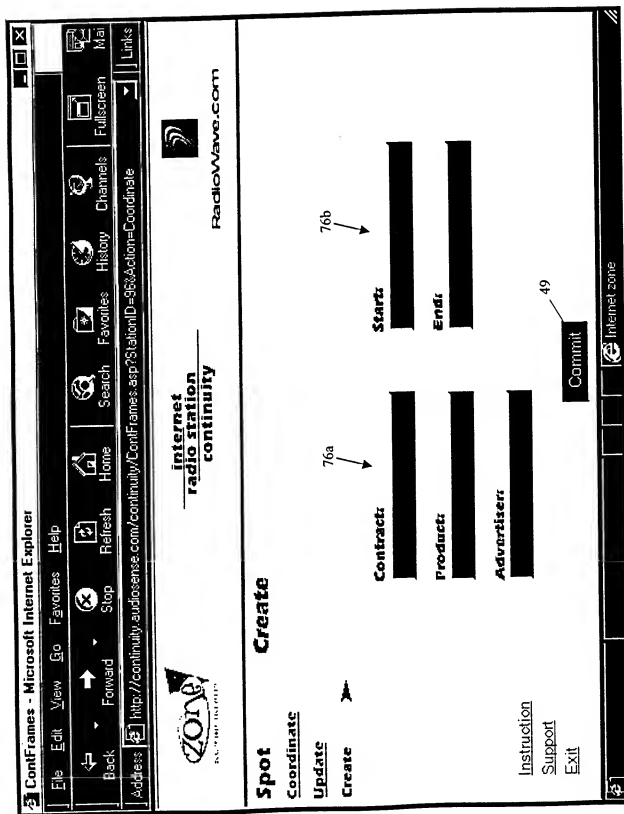 ContFrames - Microsoft Internet Explorer
File Edit View Go Favorites Help
Back Forward Stop Refresh Home Search Favorites History Channels Fullscreen Mai
Address http://continuity.audiosense.com/continuity/ContFrames.asp?StationID=96&Action=Coordinate Links
zone
internet
radio station
continuity
RadioWave.com
Spot Create
Coordinate
Update
Create
76a
76b
Contract:
Start:
Product:
End:
Advertiser:
Commit
49
Instruction
Support
Exit
Internet zone